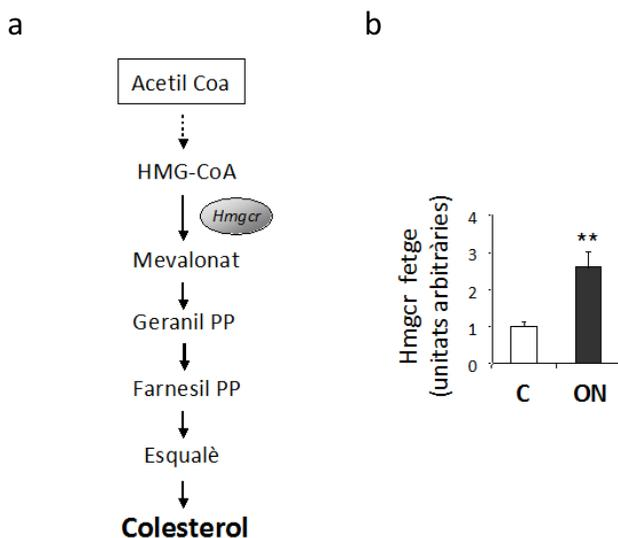 a
Acetil Coa
HMG-CoA
Hmgcr
Mevalonat
Geranil PP
Farnesil PP
Esqualè
Colesterol
b
Hmgcr fetge
(unitats arbitràries)
4
3
2
1
0
**
C
ON